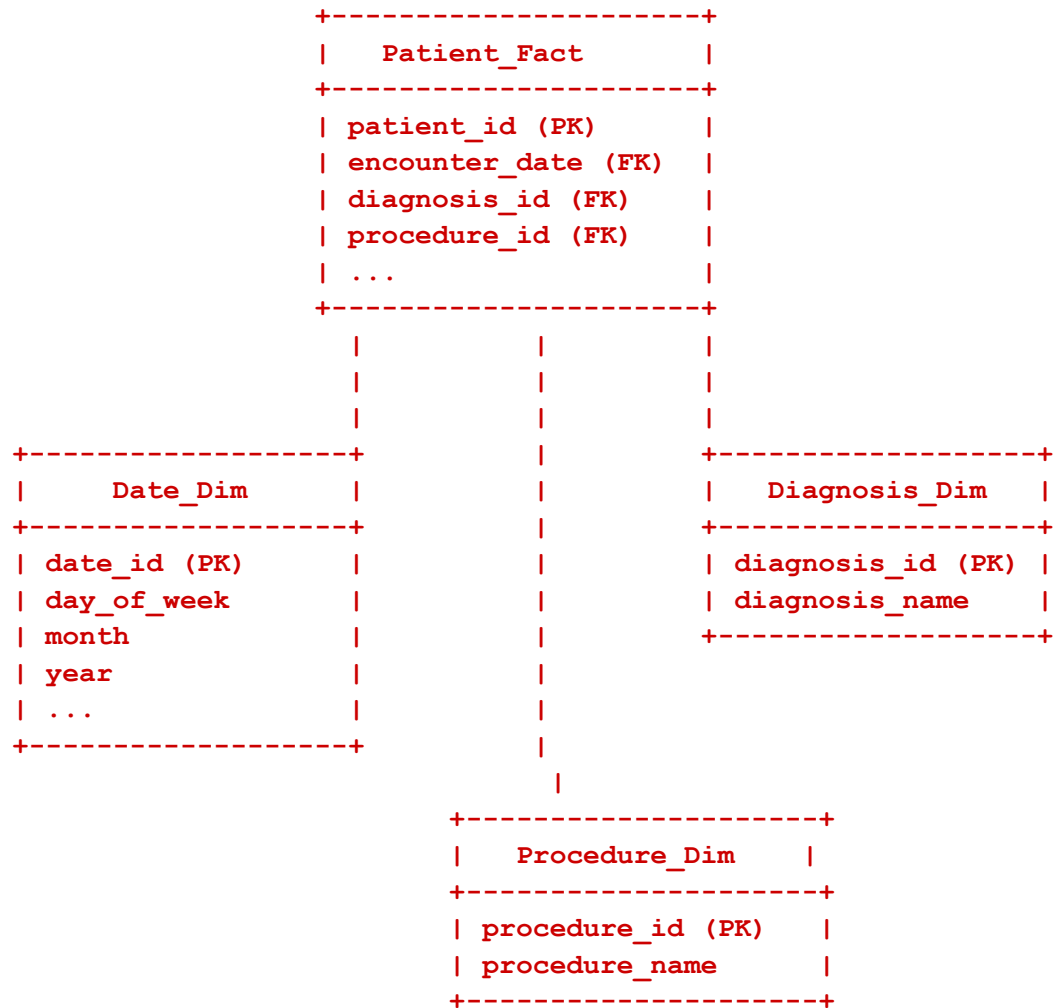 +-----------------------+
|    Patient_Fact       |
+-----------------------+
| patient_id (PK)       |
| encounter_date (FK)   |
| diagnosis_id (FK)     |
| procedure_id (FK)     |
| ...                   |
+-----------------------+
|          |         |
|          |         |
|          |         |
+-------------------+          |         +-------------------+
|     Date_Dim      |          |         |   Diagnosis_Dim   |
+-------------------+          |         +-------------------+
| date_id (PK)      |          |         | diagnosis_id (PK) |
| day_of_week       |          |         | diagnosis_name    |
| month             |          |         +-------------------+
| year              |          |
| ...               |          |
+-------------------+          |
|
+---------------------+
|   Procedure_Dim    |
+---------------------+
| procedure_id (PK)   |
| procedure_name      |
+---------------------+